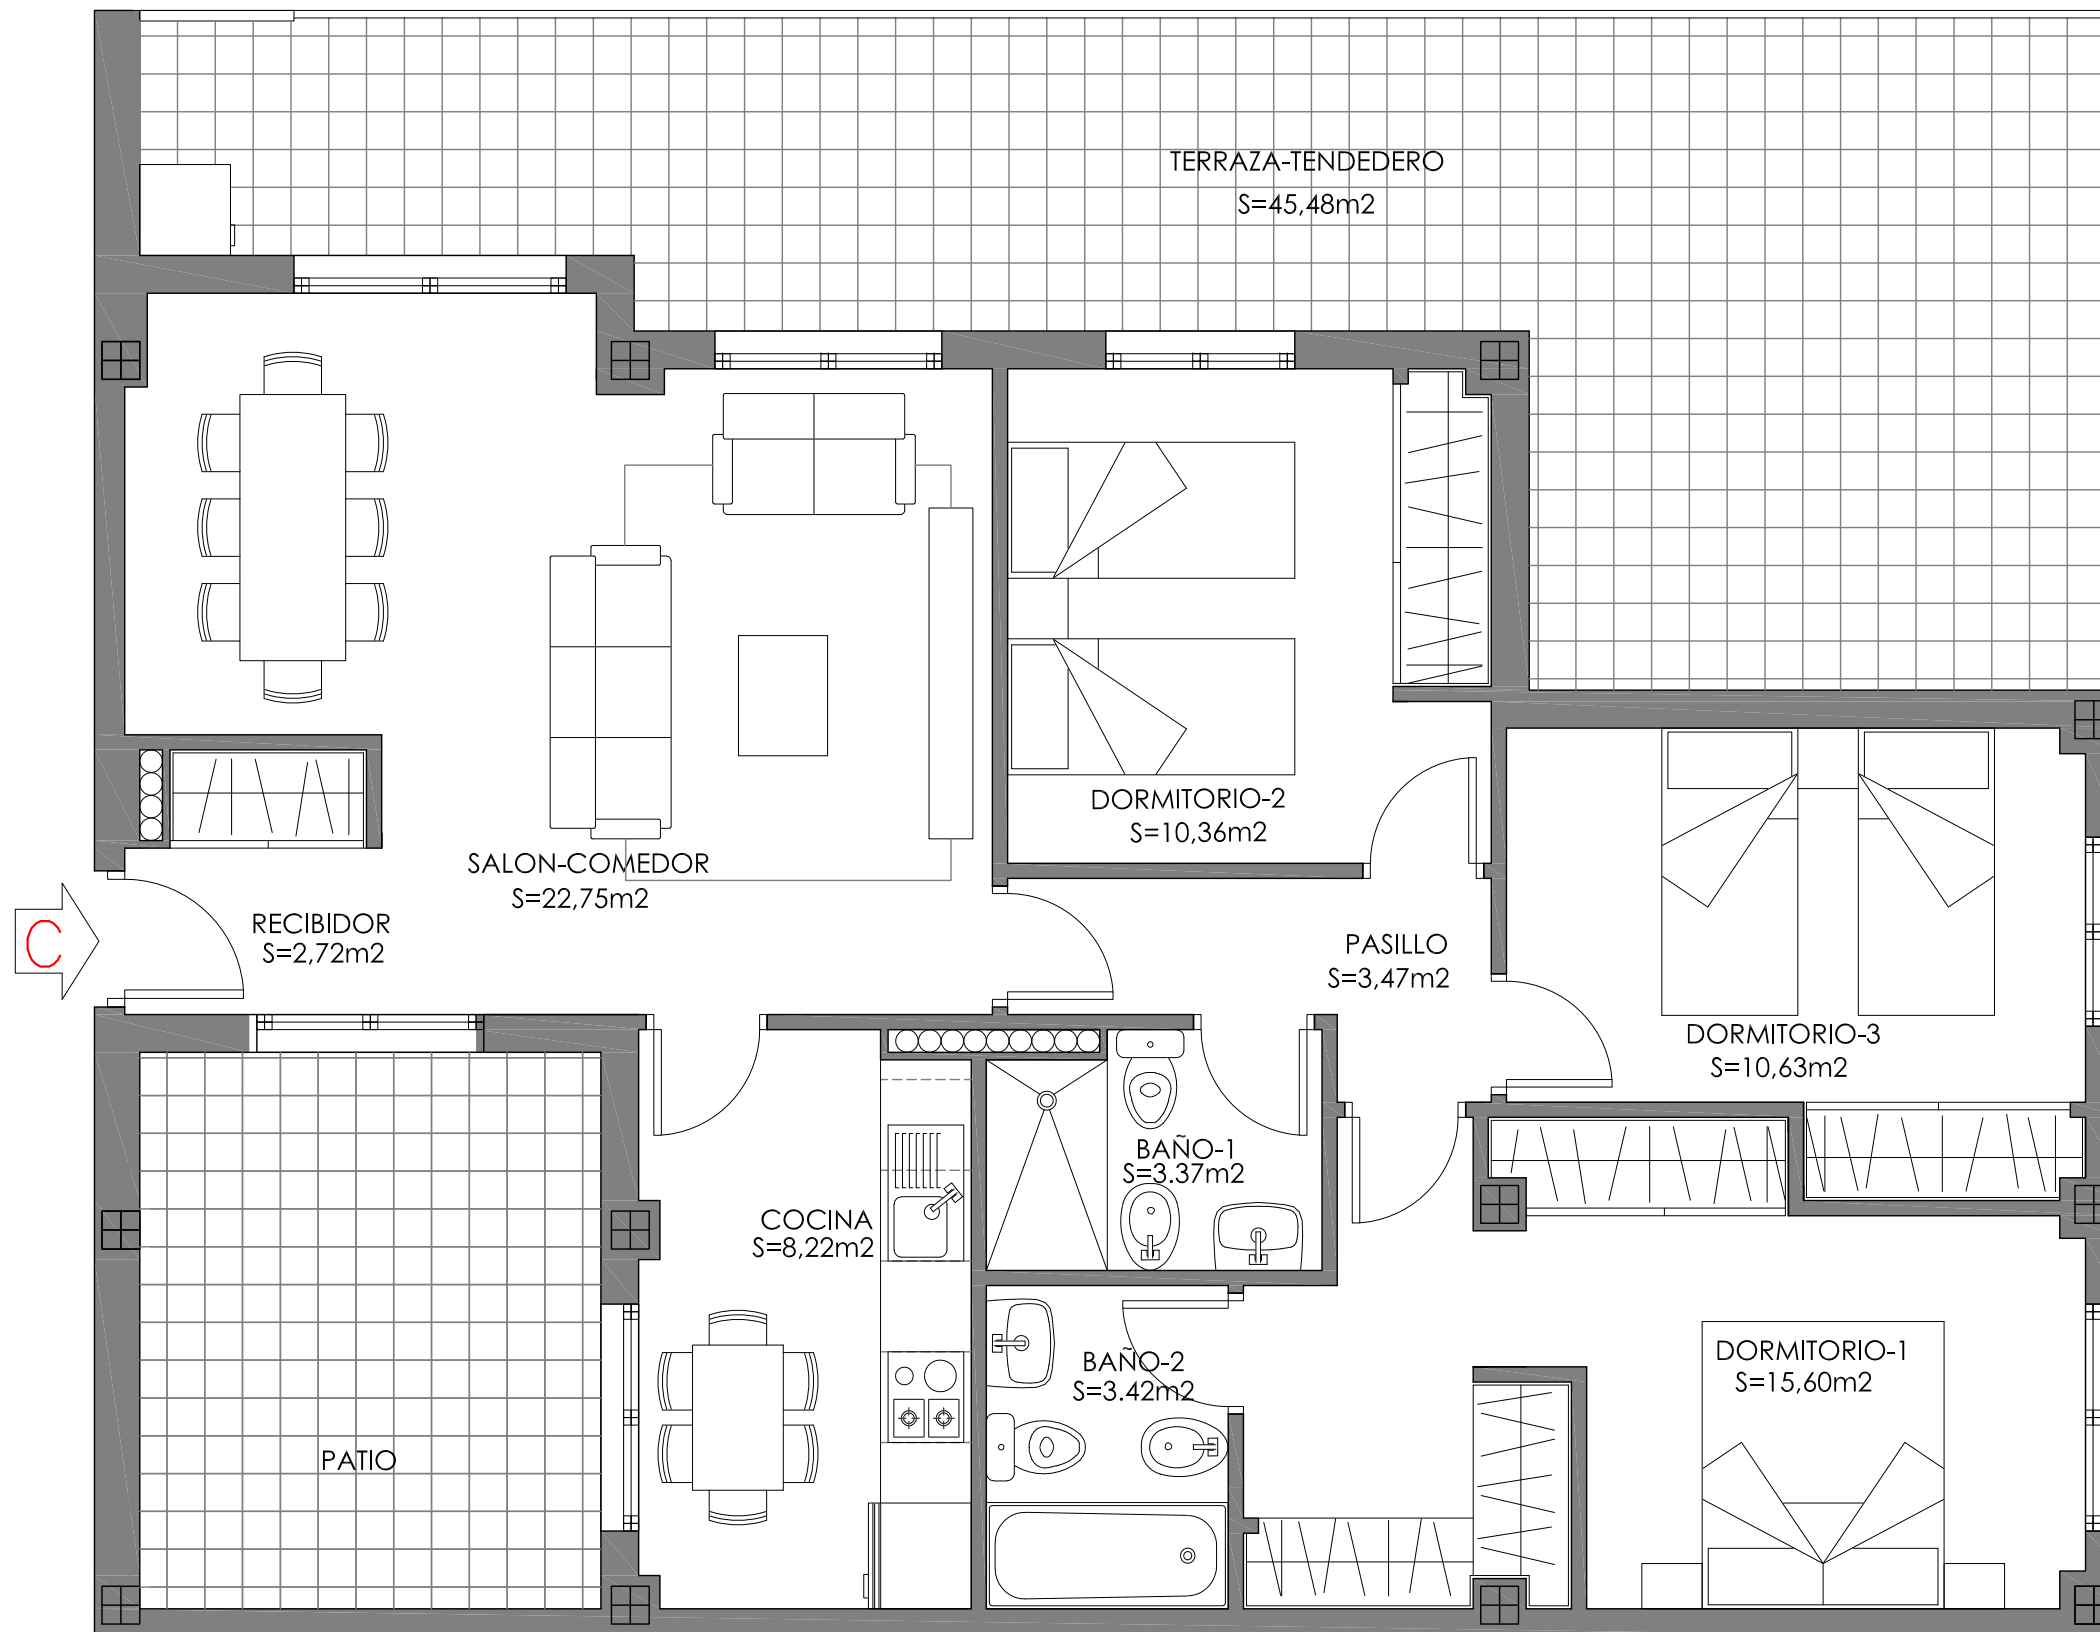 TERRAZA-TENDEDERO
S=45,48m2
DORMITORIO-2
S=10,36m2
SALON-COMEDOR
S=22,75m2
RECIBIDOR
S=2,72m2
C
PASILLO
S=3,47m2
DORMITORIO-3
S=10,63m2
BAÑO-1
S=3.37m2
COCINA
S=8,22m2
BAÑO-2
S=3.42m2
DORMITORIO-1
S=15,60m2
PATIO